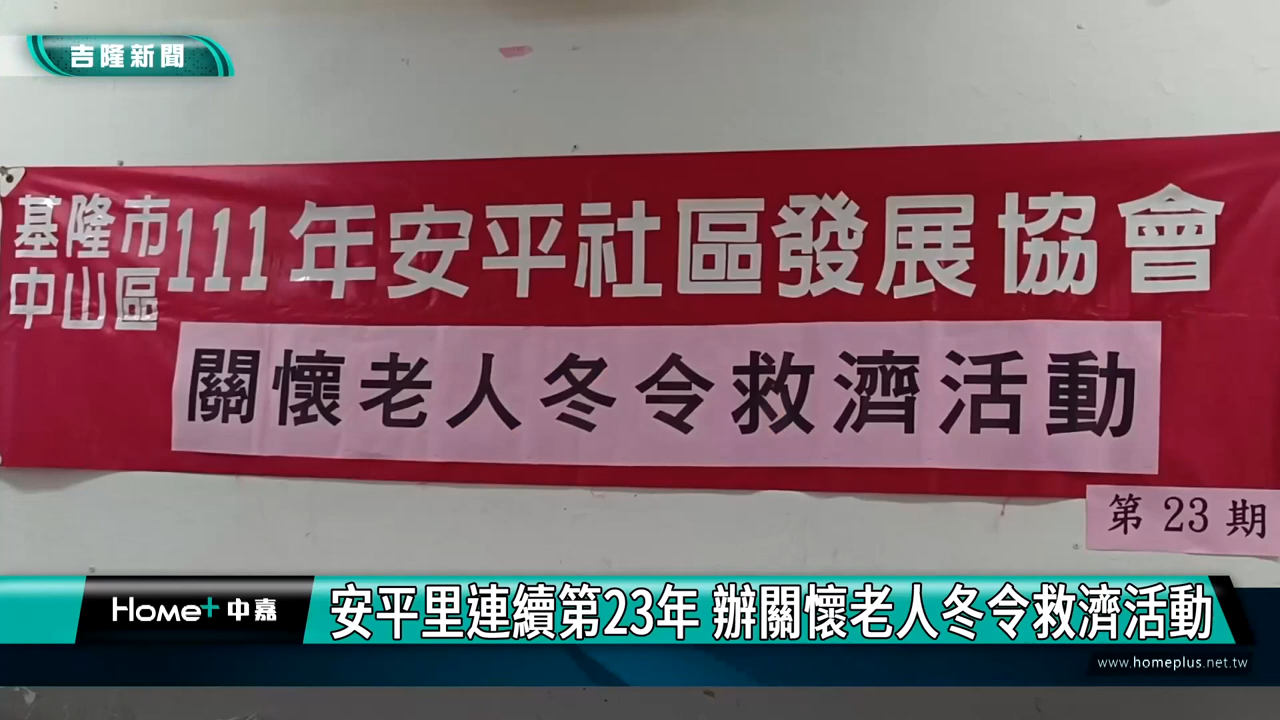 吉隆新聞
基隆市
中山區
111年安平社區發展協會
關懷老人冬令救濟活動
第 23 期
Home+ 中嘉
安平里連續第23年 辦關懷老人冬令救濟活動
www.homeplus.net.tw